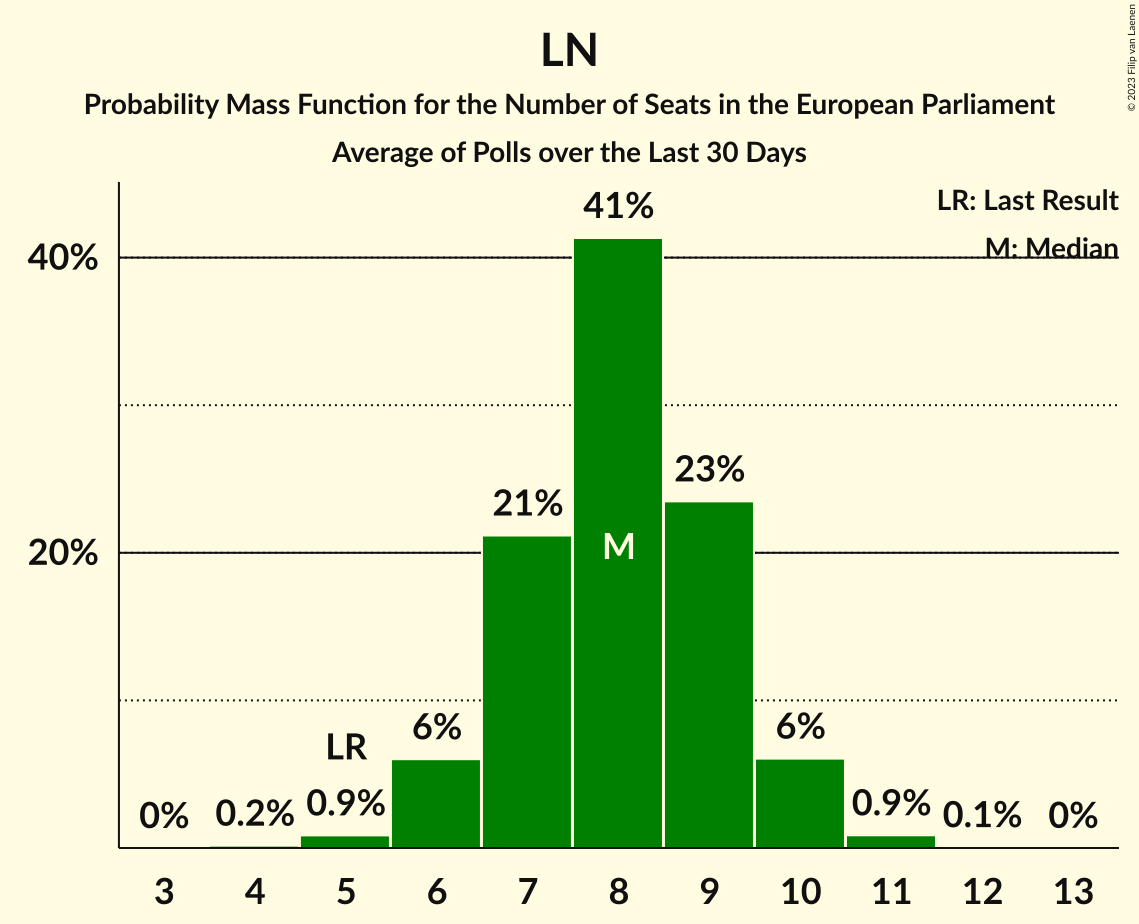 LN
Probability Mass Function for the Number of Seats in the European Parliament
Average of Polls over the Last 30 Days
© 2023 Filip van Laenen
LR: Last Result
M: Median
40%
20%
0%
0.2%
LR
0.9%
6%
21%
41%
M
23%
6%
0.9%
0.1%
0%
3 4 5 6 7 8 9 10 11 12 13